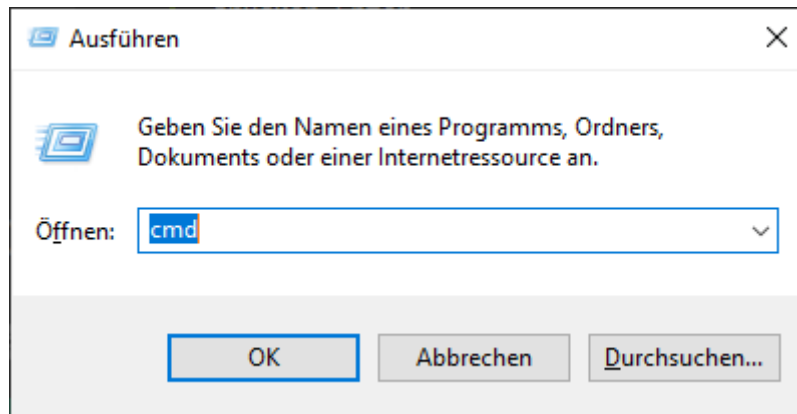 Ausführen
Geben Sie den Namen eines Programms, Ordners,
Dokuments oder einer Internetressource an.
Öffnen: cmd
OK Abbrechen Durchsuchen...